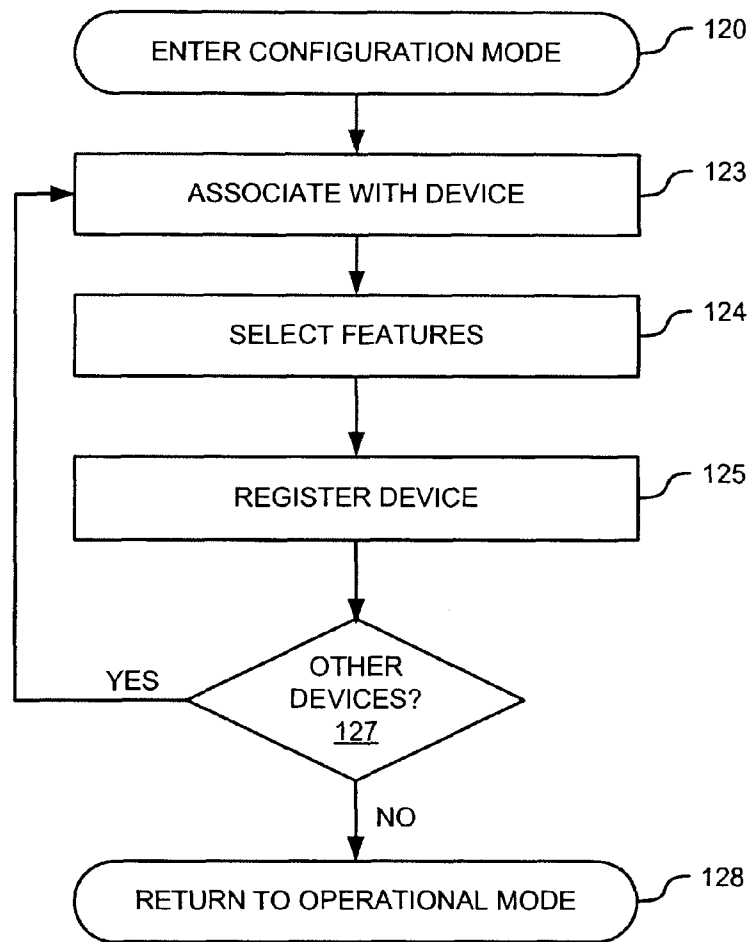 ENTER CONFIGURATION MODE
120
ASSOCIATE WITH DEVICE
123
SELECT FEATURES
124
REGISTER DEVICE
125
OTHER
DEVICES?
127
YES
NO
RETURN TO OPERATIONAL MODE
128